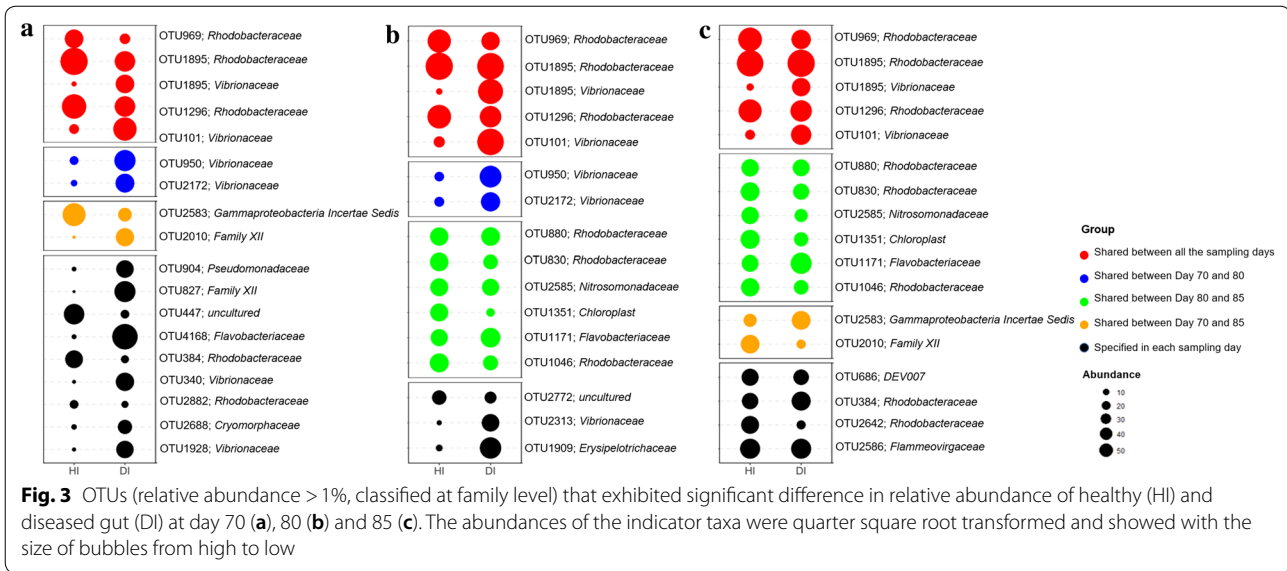 a
OTU969; Rhodobacteraceae
OTU1895; Rhodobacteraceae
OTU1895; Vibrionaceae
OTU1296; Rhodobacteraceae
OTU101; Vibrionaceae
OTU950; Vibrionaceae
OTU2172; Vibrionaceae
OTU2583; Gammaproteobacteria Incertae Sedis
OTU2010; Family XII
OTU904; Pseudomonadaceae
OTU827; Family XII
OTU447; uncultured
OTU4168; Flavobacteriaceae
OTU384; Rhodobacteraceae
OTU340; Vibrionaceae
OTU2882; Rhodobacteraceae
OTU2688; Cryomorphaceae
OTU1928; Vibrionaceae
HI DI
b
OTU969; Rhodobacteraceae
OTU1895; Rhodobacteraceae
OTU1895; Vibrionaceae
OTU1296; Rhodobacteraceae
OTU101; Vibrionaceae
OTU950; Vibrionaceae
OTU2172; Vibrionaceae
OTU880; Rhodobacteraceae
OTU830; Rhodobacteraceae
OTU2585; Nitrosomonadaceae
OTU1351; Chloroplast
OTU1171; Flavobacteriaceae
OTU1046; Rhodobacteraceae
OTU2772; uncultured
OTU2313; Vibrionaceae
OTU1909; Erysipelotrichaceae
HI DI
c
OTU969; Rhodobacteraceae
OTU1895; Rhodobacteraceae
OTU1895; Vibrionaceae
OTU1296; Rhodobacteraceae
OTU101; Vibrionaceae
OTU880; Rhodobacteraceae
OTU830; Rhodobacteraceae
OTU2585; Nitrosomonadaceae
OTU1351; Chloroplast
OTU1171; Flavobacteriaceae
OTU1046; Rhodobacteraceae
OTU2583; Gammaproteobacteria Incertae Sedis
OTU2010; Family XII
OTU686; DEV007
OTU384; Rhodobacteraceae
OTU2642; Rhodobacteraceae
OTU2586; Flammeovirgaceae
HI DI
Group
Shared between all the sampling days
Shared between Day 70 and 80
Shared between Day 80 and 85
Shared between Day 70 and 85
Specified in each sampling day
Abundance
10
20
30
40
50
Fig. 3 OTUs (relative abundance > 1%, classified at family level) that exhibited significant difference in relative abundance of healthy (HI) and
diseased gut (DI) at day 70 (a), 80 (b) and 85 (c). The abundances of the indicator taxa were quarter square root transformed and showed with the
size of bubbles from high to low